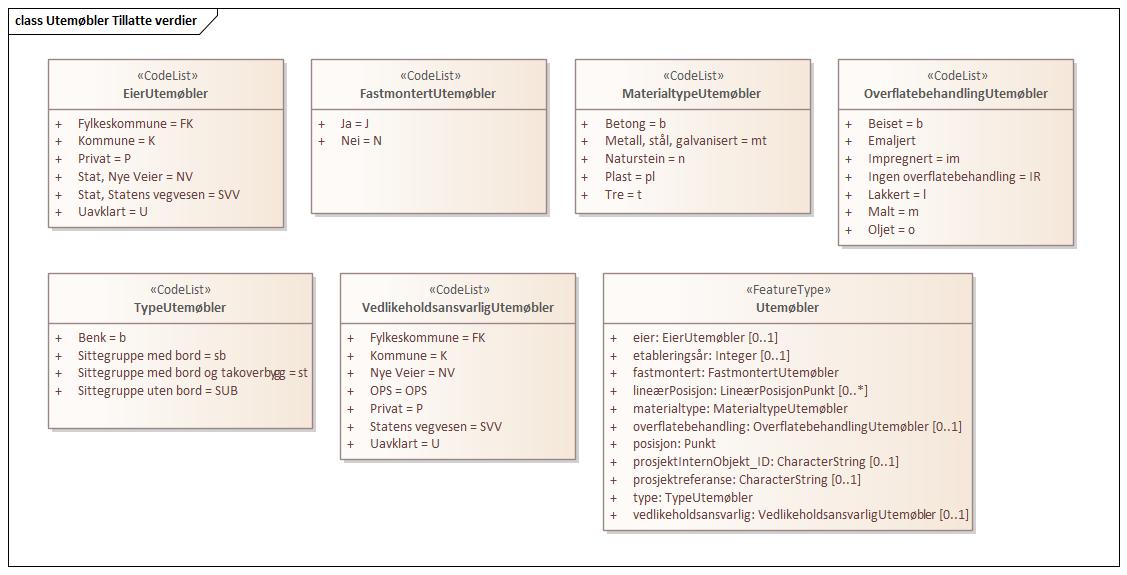 class Utemøbler Tillatte verdier
«CodeList»
EierUtemøbler
+ Fylkeskommune = FK
+ Kommune = K
+ Privat = P
+ Stat, Nye Veier = NV
+ Stat, Statens vegvesen = SVV
+ Uavklart = U
«CodeList»
FastmontertUtemøbler
+ Ja = J
+ Nei = N
«CodeList»
MaterialtypeUtemøbler
+ Betong = b
+ Metall, stål, galvanisert = mt
+ Naturstein = n
+ Plast = pl
+ Tre = t
«CodeList»
OverflatebehandlingUtemøbler
+ Beiset = b
+ Emaljert
+ Impregnert = im
+ Ingen overflatebehandling = IR
+ Lakkert = l
+ Malt = m
+ Oljet = o
«CodeList»
TypeUtemøbler
+ Benk = b
+ Sittegruppe med bord = sb
+ Sittegruppe med bord og takoverbygg = st
+ Sittegruppe uten bord = SUB
«CodeList»
VedlikeholdsansvarligUtemøbler
+ Fylkeskommune = FK
+ Kommune = K
+ Nye Veier = NV
+ OPS = OPS
+ Privat = P
+ Statens vegvesen = SVV
+ Uavklart = U
«FeatureType»
Utemøbler
+ eier: EierUtemøbler [0..1]
+ etableringsår: Integer [0..1]
+ fastmontert: FastmontertUtemøbler
+ lineærPosisjon: LineærPosisjonPunkt [0..*]
+ materialtype: MaterialtypeUtemøbler
+ overflatebehandling: OverflatebehandlingUtemøbler [0..1]
+ posisjon: Punkt
+ prosjektInternObjekt_ID: CharacterString [0..1]
+ prosjektreferanse: CharacterString [0..1]
+ type: TypeUtemøbler
+ vedlikeholdsansvarlig: VedlikeholdsansvarligUtemøbler [0..1]